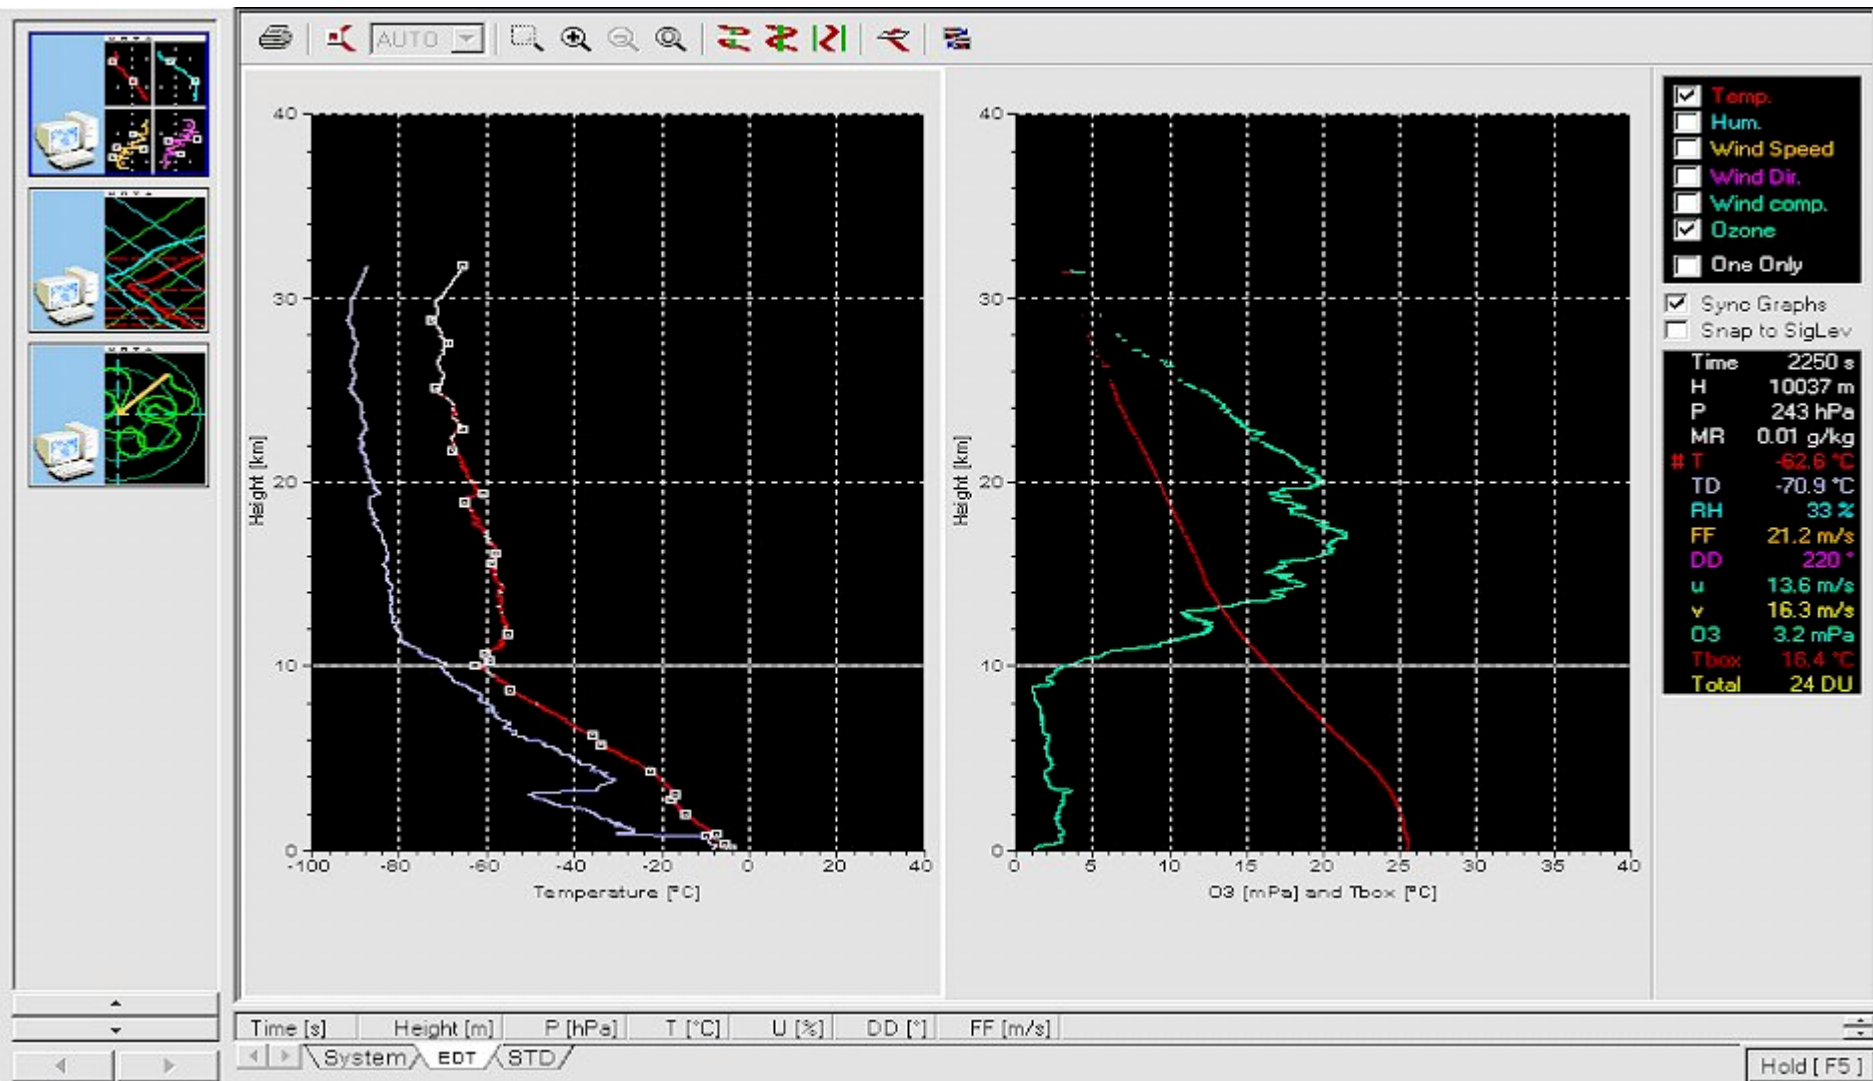 AUTO
40
30
20
10
0
Height [km]
-100 -80 -60 -40 -20 0 20 40
Temperature [°C]
40
30
20
10
0
Height [km]
0 5 10 15 20 25 30 35 40
O3 [mPa] and Tbox [°C]
Temp.
Hum.
Wind Speed
Wind Dir.
Wind comp.
Ozone
One Only
Sync Graphs
Snap to SigLev
Time 2250 s
H 10037 m
P 243 hPa
MR 0.01 g/kg
# T -62.6 °C
TD -70.9 °C
RH 33 %
FF 21.2 m/s
DD 220 °
u 13.6 m/s
v 16.3 m/s
O3 3.2 mPa
Tbox 16.4 °C
Total 24 DU
Time [s] Height [m] P [hPa] T [°C] U [%] DD [°] FF [m/s]
System EDT STD
Hold [ F5 ]